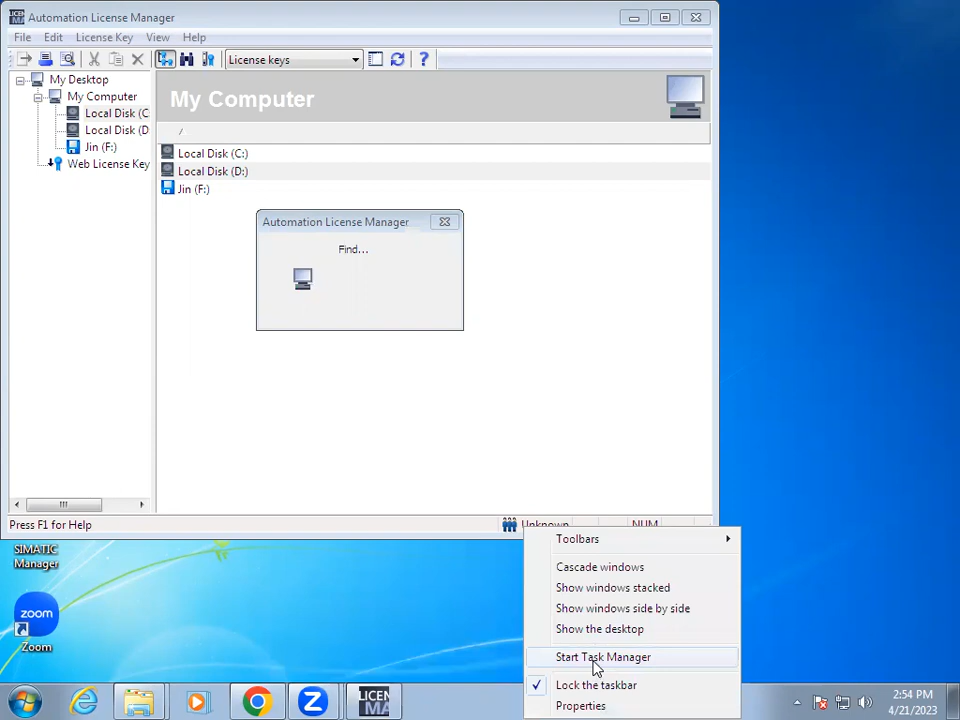 Automation License Manager
File Edit License Key View Help
License keys
My Desktop
My Computer
Local Disk (C
Local Disk (D
Jin (F:)
Web License Key
My Computer
/
Local Disk (C:)
Local Disk (D:)
Jin (F:)
Automation License Manager
Find...
Press F1 for Help
Unknown
NUM
SIMATIC
Manager
zoom
Zoom
Toolbars
Cascade windows
Show windows stacked
Show windows side by side
Show the desktop
Start Task Manager
Lock the taskbar
Properties
LICEN
MA
2:54 PM
4/21/2023